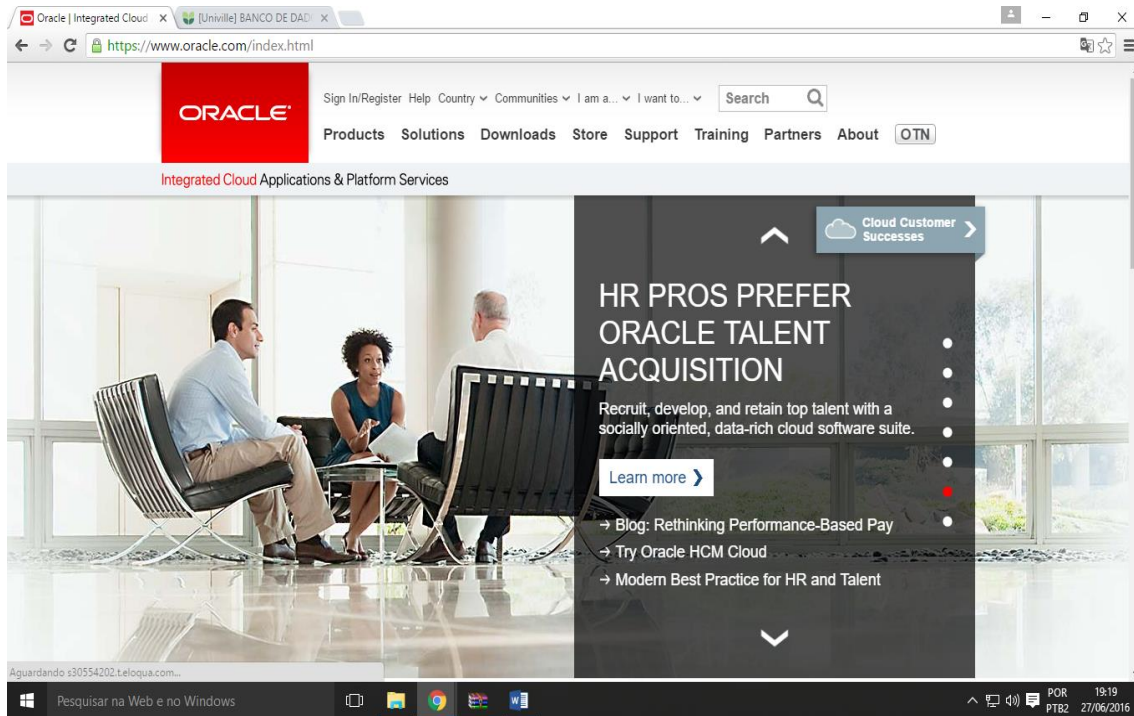 Oracle | Integrated Cloud
[Univille] BANCO DE DAD
https://www.oracle.com/index.html
ORACLE
Sign In/Register Help Country Communities I am a... I want to... Search
Products Solutions Downloads Store Support Training Partners About OTN
Integrated Cloud Applications & Platform Services
Cloud Customer
Successes
HR PROS PREFER
ORACLE TALENT
ACQUISITION
Recruit, develop, and retain top talent with a
socially oriented, data-rich cloud software suite.
Learn more ❯
→ Blog: Rethinking Performance-Based Pay
→ Try Oracle HCM Cloud
→ Modern Best Practice for HR and Talent
Aguardando s30554202.t.eloqua.com...
Pesquisar na Web e no Windows
POR 19:19
PTB2 27/06/2016